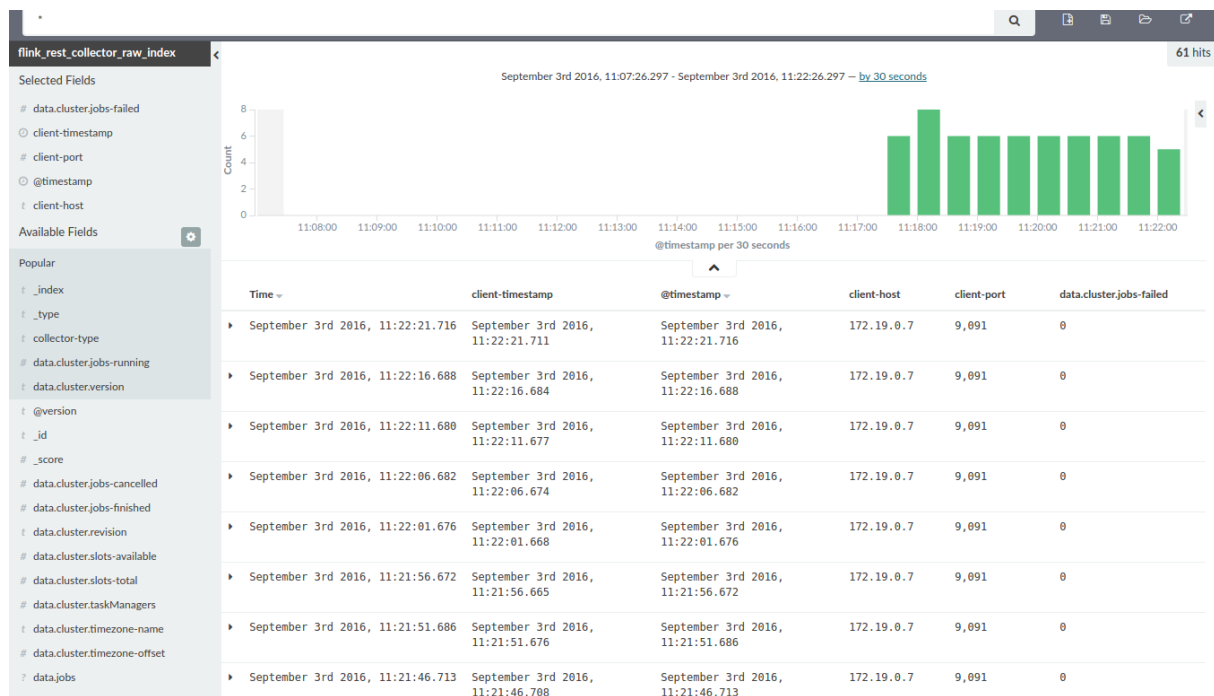 *
flink_rest_collector_raw_index
61 hits
Selected Fields
# data.cluster.jobs-failed
client-timestamp
# client-port
@timestamp
t client-host
Available Fields
Popular
t _index
t _type
t collector-type
# data.cluster.jobs-running
t data.cluster.version
t @version
t _id
# _score
# data.cluster.jobs-cancelled
# data.cluster.jobs-finished
t data.cluster.revision
# data.cluster.slots-available
# data.cluster.slots-total
# data.cluster.taskManagers
t data.cluster.timezone-name
# data.cluster.timezone-offset
? data.jobs
September 3rd 2016, 11:07:26.297 - September 3rd 2016, 11:22:26.297 — by 30 seconds
Count
8
6
4
2
0
11:08:00 11:09:00 11:10:00 11:11:00 11:12:00 11:13:00 11:14:00 11:15:00 11:16:00 11:17:00 11:18:00 11:19:00 11:20:00 11:21:00 11:22:00
@timestamp per 30 seconds
Time client-timestamp @timestamp client-host client-port data.cluster.jobs-failed
September 3rd 2016, 11:22:21.716 September 3rd 2016, September 3rd 2016, 172.19.0.7 9,091 0
11:22:21.711 11:22:21.716
September 3rd 2016, 11:22:16.688 September 3rd 2016, September 3rd 2016, 172.19.0.7 9,091 0
11:22:16.684 11:22:16.688
September 3rd 2016, 11:22:11.680 September 3rd 2016, September 3rd 2016, 172.19.0.7 9,091 0
11:22:11.677 11:22:11.680
September 3rd 2016, 11:22:06.682 September 3rd 2016, September 3rd 2016, 172.19.0.7 9,091 0
11:22:06.674 11:22:06.682
September 3rd 2016, 11:22:01.676 September 3rd 2016, September 3rd 2016, 172.19.0.7 9,091 0
11:22:01.668 11:22:01.676
September 3rd 2016, 11:21:56.672 September 3rd 2016, September 3rd 2016, 172.19.0.7 9,091 0
11:21:56.665 11:21:56.672
September 3rd 2016, 11:21:51.686 September 3rd 2016, September 3rd 2016, 172.19.0.7 9,091 0
11:21:51.676 11:21:51.686
September 3rd 2016, 11:21:46.713 September 3rd 2016, September 3rd 2016, 172.19.0.7 9,091 0
11:21:46.708 11:21:46.713